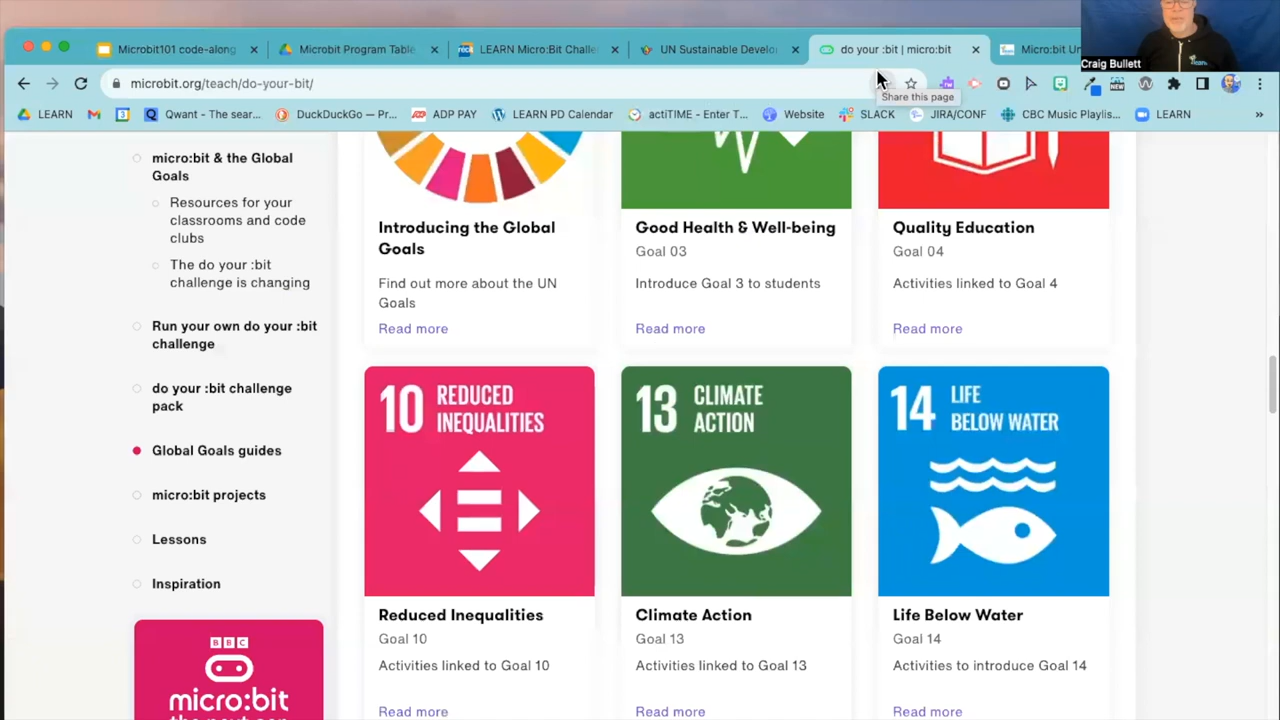 Microbit101 code-along
Microbit Program Table
LEARN Micro:Bit Challe
UN Sustainable Develo
do your :bit | micro:bit
Micro:bit Un
Craig Bullett
microbit.org/teach/do-your-bit/
Share this page
LEARN
Qwant - The sear...
DuckDuckGo — Pr...
ADP PAY
LEARN PD Calendar
actiTIME - Enter T...
Website
SLACK
JIRA/CONF
CBC Music Playlis...
LEARN
»
micro:bit & the Global
Goals
Resources for your
classrooms and code
clubs
The do your :bit
challenge is changing
Run your own do your :bit
challenge
do your :bit challenge
pack
Global Goals guides
micro:bit projects
Lessons
Inspiration
BBC
micro:bit
Introducing the Global
Goals
Find out more about the UN
Goals
Read more
Good Health & Well-being
Goal 03
Introduce Goal 3 to students
Read more
Quality Education
Goal 04
Activities linked to Goal 4
Read more
10 REDUCED
INEQUALITIES
Reduced Inequalities
Goal 10
Activities linked to Goal 10
Read more
13 CLIMATE
ACTION
Climate Action
Goal 13
Activities linked to Goal 13
Read more
14 LIFE
BELOW WATER
Life Below Water
Goal 14
Activities to introduce Goal 14
Read more